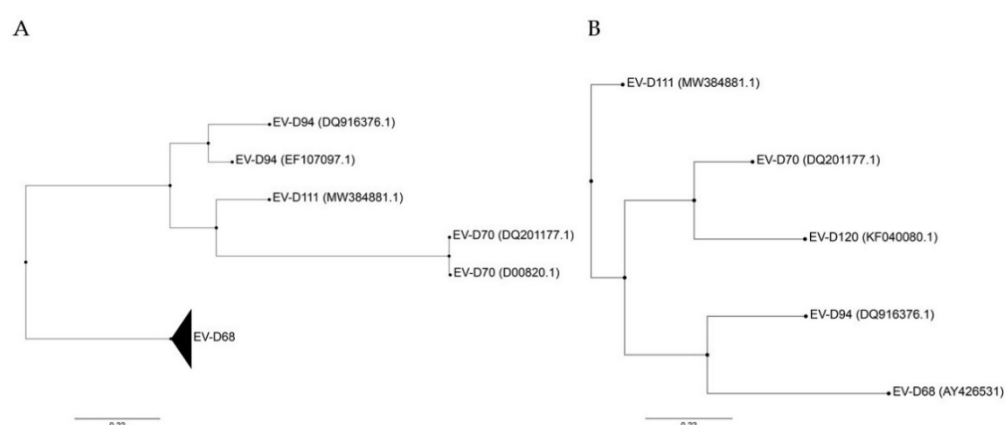 A
EV-D94 (DQ916376.1)
EV-D94 (EF107097.1)
EV-D111 (MW384881.1)
EV-D70 (DQ201177.1)
EV-D70 (D00820.1)
EV-D68
B
EV-D111 (MW384881.1)
EV-D70 (DQ201177.1)
EV-D120 (KF040080.1)
EV-D94 (DQ916376.1)
EV-D68 (AY426531)